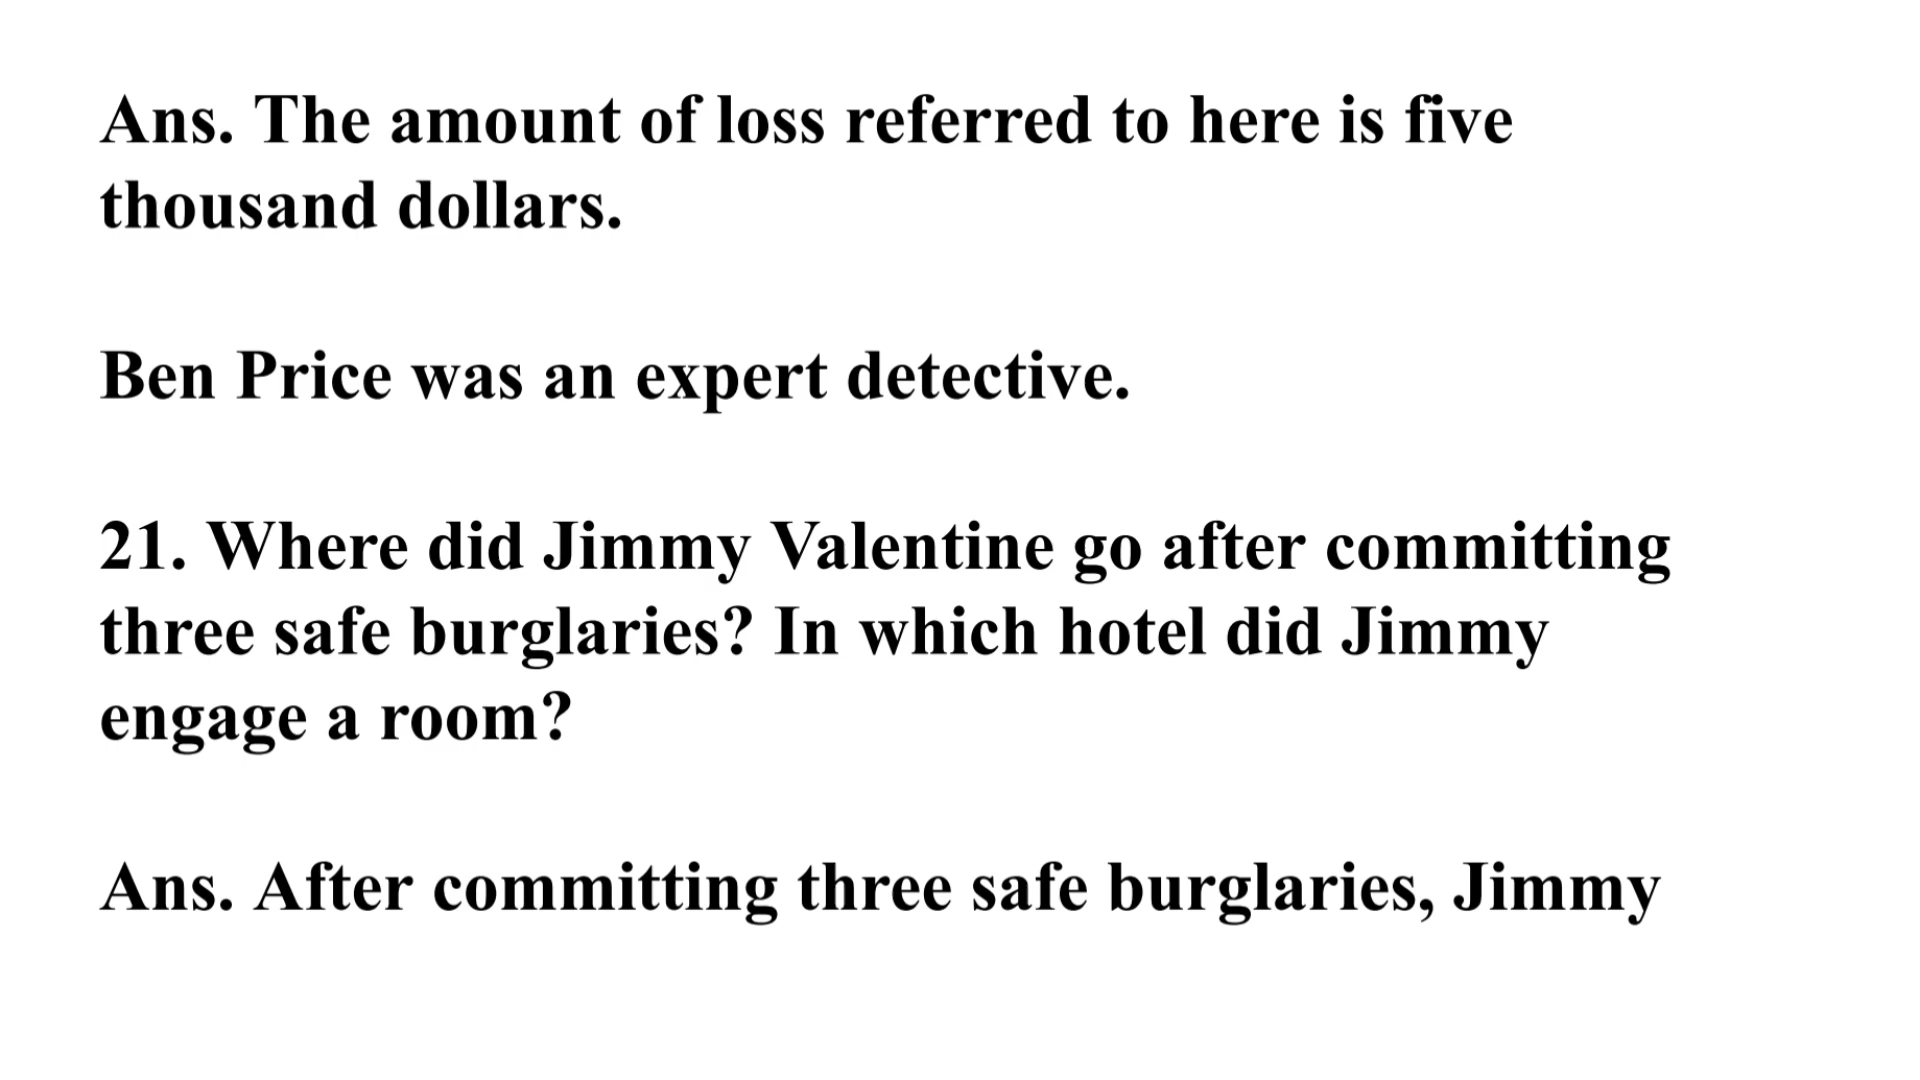 Ans. The amount of loss referred to here is five
thousand dollars.
Ben Price was an expert detective.
21. Where did Jimmy Valentine go after committing
three safe burglaries? In which hotel did Jimmy
engage a room?
Ans. After committing three safe burglaries, Jimmy